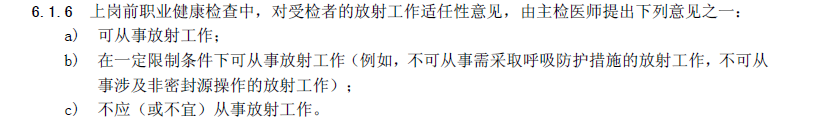 6.1.6 上岗前职业健康检查中，对受检者的放射工作适任性意见，由主检医师提出下列意见之一：
a) 可从事放射工作；
b) 在一定限制条件下可从事放射工作（例如，不可从事需采取呼吸防护措施的放射工作，不可从
事涉及非密封源操作的放射工作）；
c) 不应（或不宜）从事放射工作。